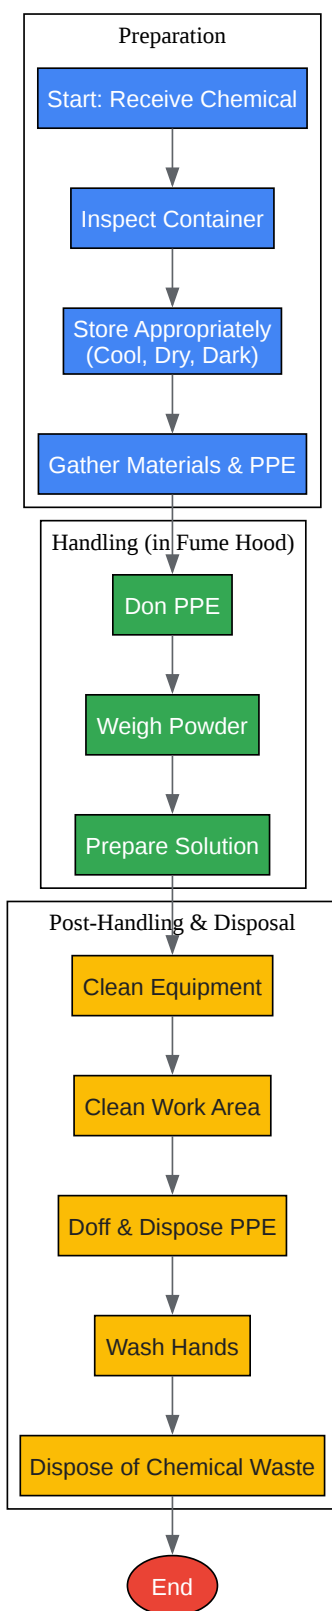 Preparation
Start: Receive Chemical
Inspect Container
Store Appropriately
(Cool, Dry, Dark)
Gather Materials & PPE
Handling (in Fume Hood)
Don PPE
Weigh Powder
Prepare Solution
Post-Handling & Disposal
Clean Equipment
Clean Work Area
Doff & Dispose PPE
Wash Hands
Dispose of Chemical Waste
End